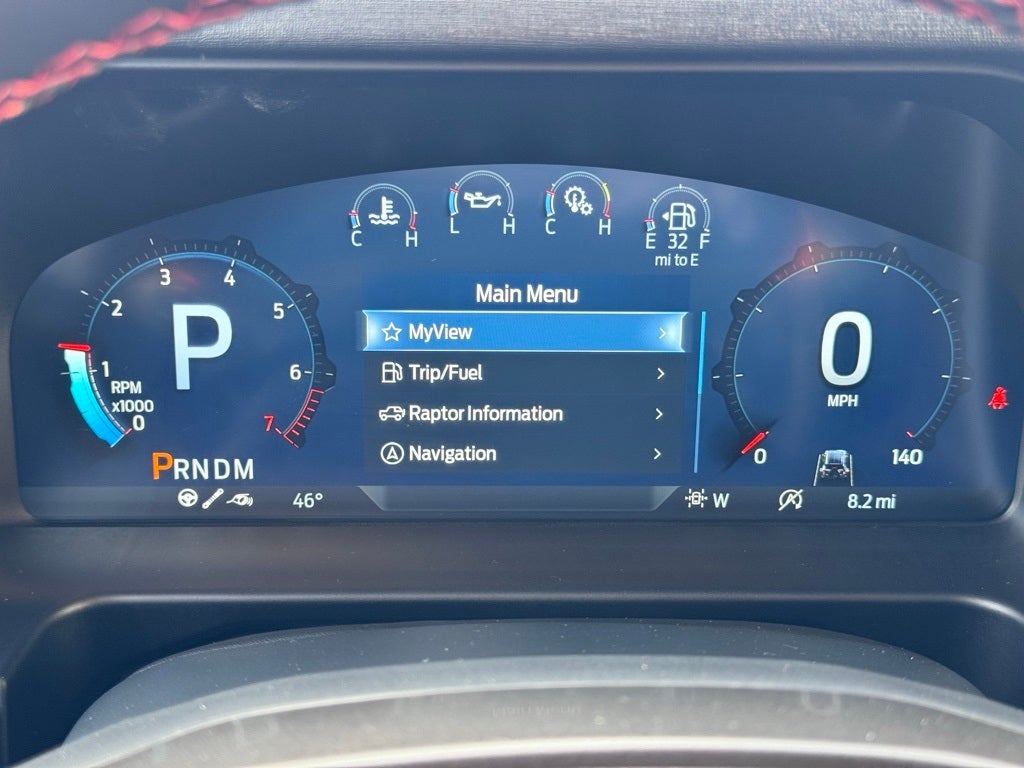 C H
L H
C H
E 32 F
mi to E
Main Menu
MyView
Trip/Fuel
Raptor Information
Navigation
P
0
1
2
3
4
5
6
7
RPM
x1000
PRNDM
46°
0
MPH
0
140
W
8.2 mi